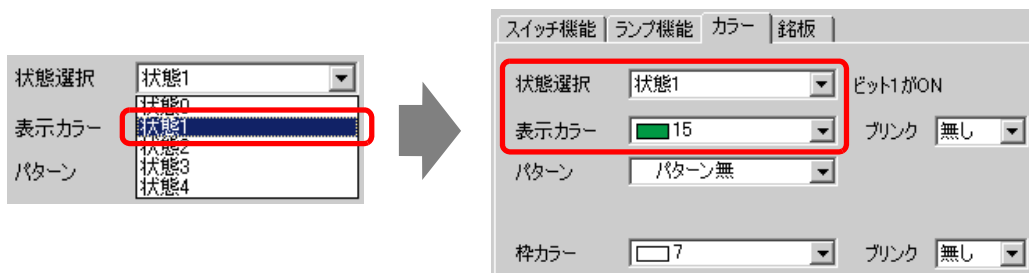 状態選択 状態1
状態0
表示カラー 状態1
状態2
パターン 状態3
状態4
スイッチ機能 ランプ機能 カラー 銘板
状態選択 状態1 ビット1がON
表示カラー 15 ブリンク 無し
パターン パターン無
枠カラー 7 ブリンク 無し